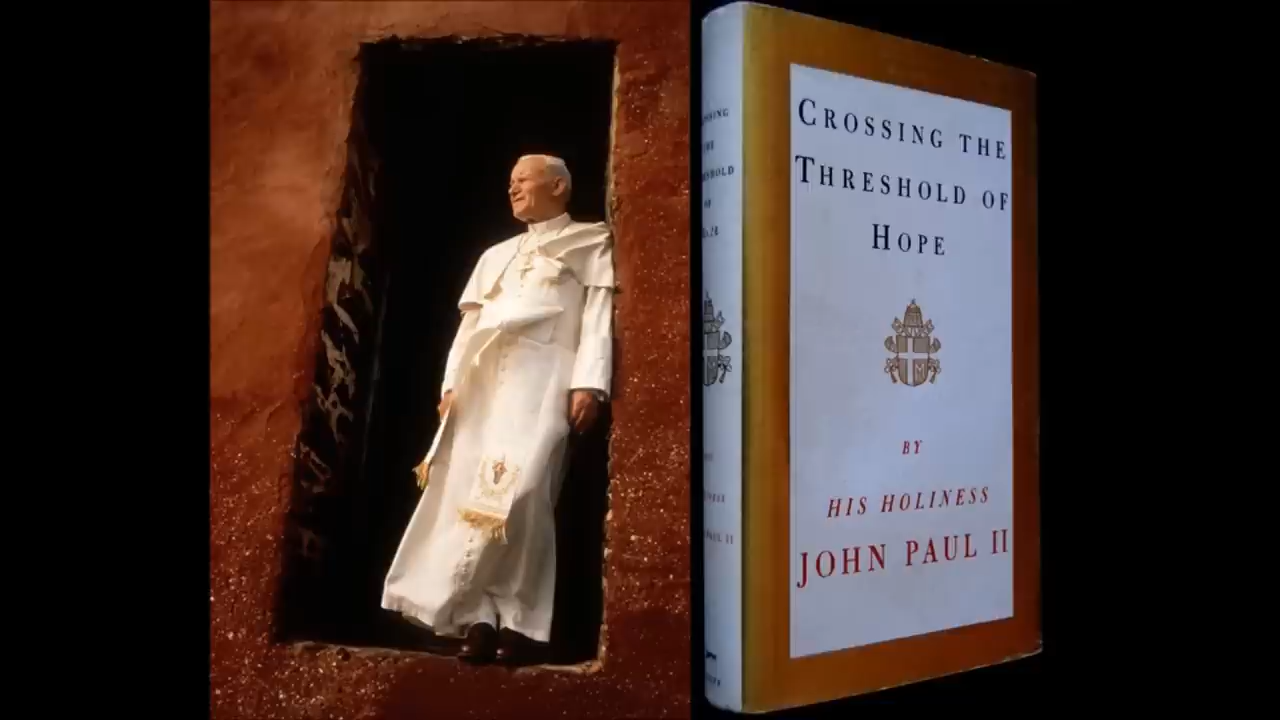 CROSSING THE
THRESHOLD OF
HOPE
BY
HIS HOLINESS
JOHN PAUL II